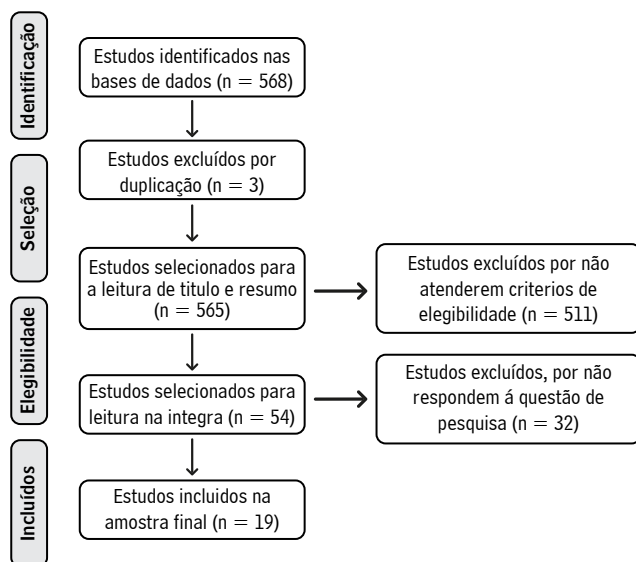 Identificação
Estudos identificados nas
bases de dados (n = 568)
Estudos excluídos por
duplicação (n = 3)
Seleção
Estudos selecionados para
a leitura de titulo e resumo
(n = 565)
Estudos excluídos por não
atenderem criterios de
elegibilidade (n = 511)
Elegibilidade
Estudos selecionados para
leitura na integra (n = 54)
Estudos excluídos, por não
respondem á questão de
pesquisa (n = 32)
Incluídos
Estudos incluidos na
amostra final (n = 19)